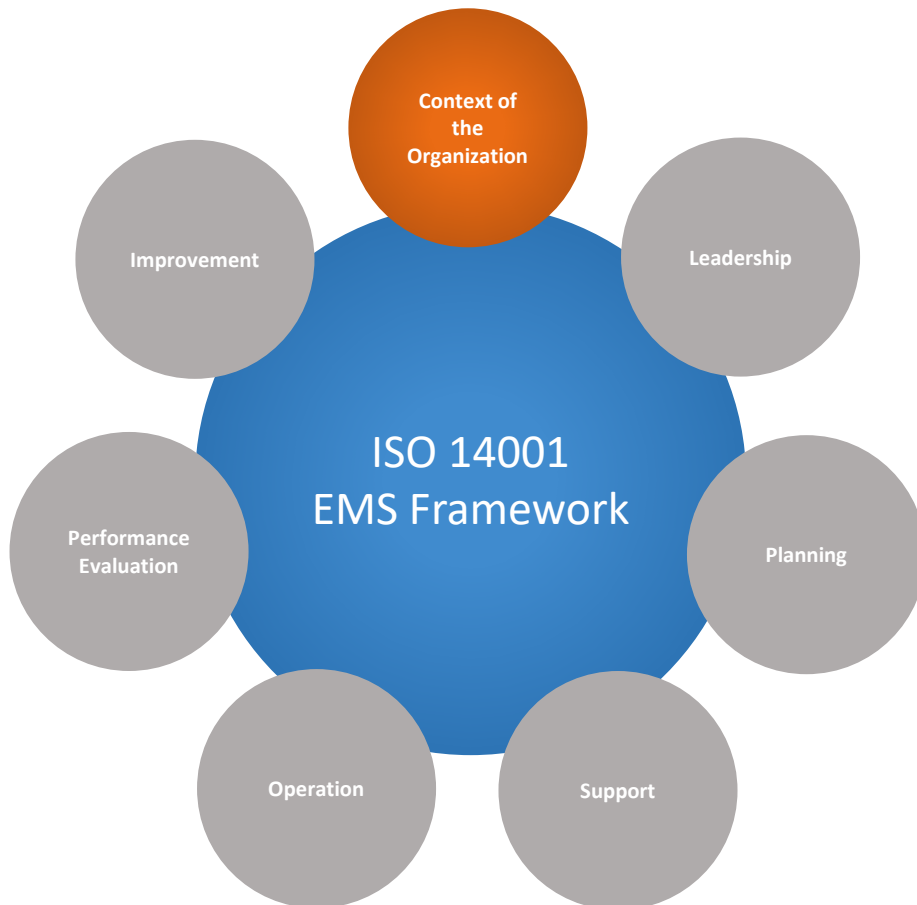 Context of
the
Organization
Improvement
Leadership
ISO 14001
EMS Framework
Performance
Evaluation
Planning
Operation
Support